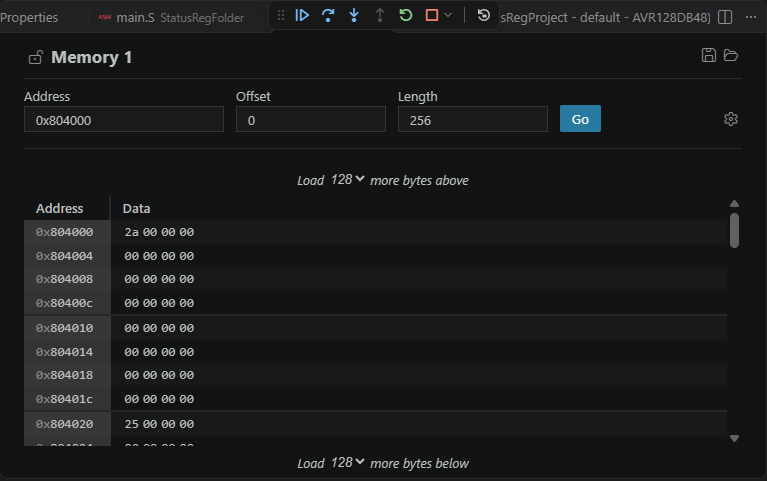 Properties ASM main.S StatusRegFolder sRegProject - default - AVR128DB48)
Memory 1
Address Offset Length
0x804000 0 256 Go
Load 128 more bytes above
Address Data
0x804000 2a 00 00 00
0x804004 00 00 00 00
0x804008 00 00 00 00
0x80400c 00 00 00 00
0x804010 00 00 00 00
0x804014 00 00 00 00
0x804018 00 00 00 00
0x80401c 00 00 00 00
0x804020 25 00 00 00
Load 128 more bytes below